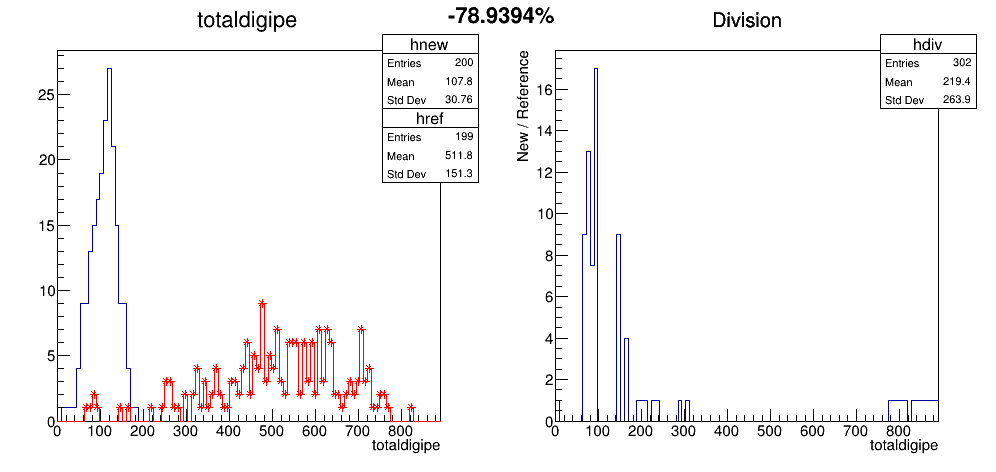 -78.9394%
totaldigipe
hnew
Entries 200
Mean 107.8
Std Dev 30.76
href
Entries 199
Mean 511.8
Std Dev 151.3
25
20
15
10
5
0
0 100 200 300 400 500 600 700 800
totaldigipe
Division
hdiv
Entries 302
Mean 219.4
Std Dev 263.9
New / Reference
16
14
12
10
8
6
4
2
0
0 100 200 300 400 500 600 700 800
totaldigipe